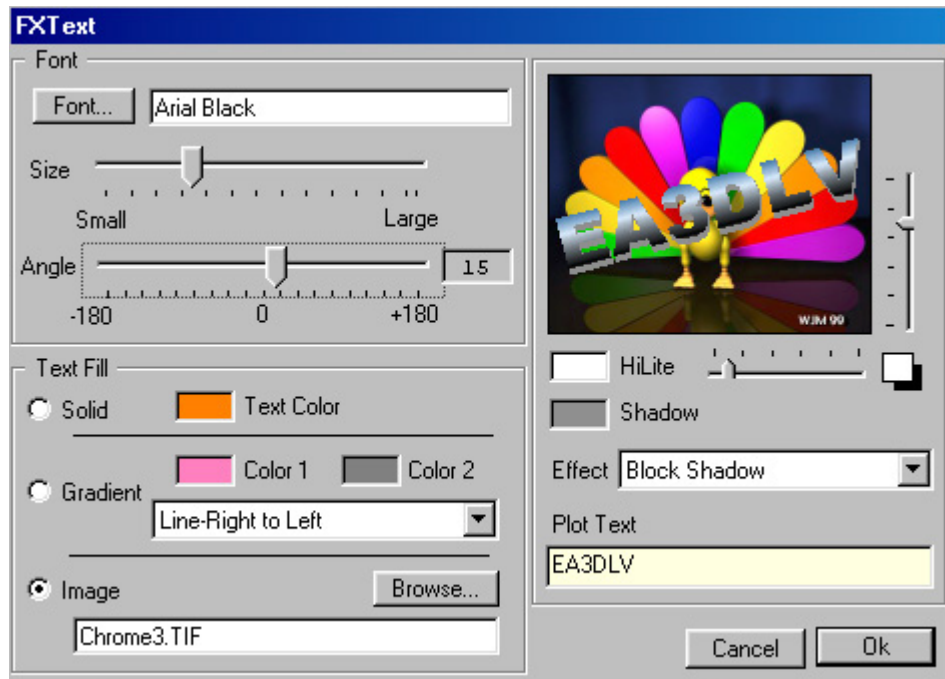 FXText
Font
Font...
Arial Black
Size
Small
Large
Angle
15
-180
0
+180
Text Fill
Solid
Text Color
Gradient
Color 1
Color 2
Line-Right to Left
Image
Browse...
Chrome3.TIF
EA3DLV
WJM 99
HiLite
Shadow
Effect
Block Shadow
Plot Text
EA3DLV
Cancel
Ok